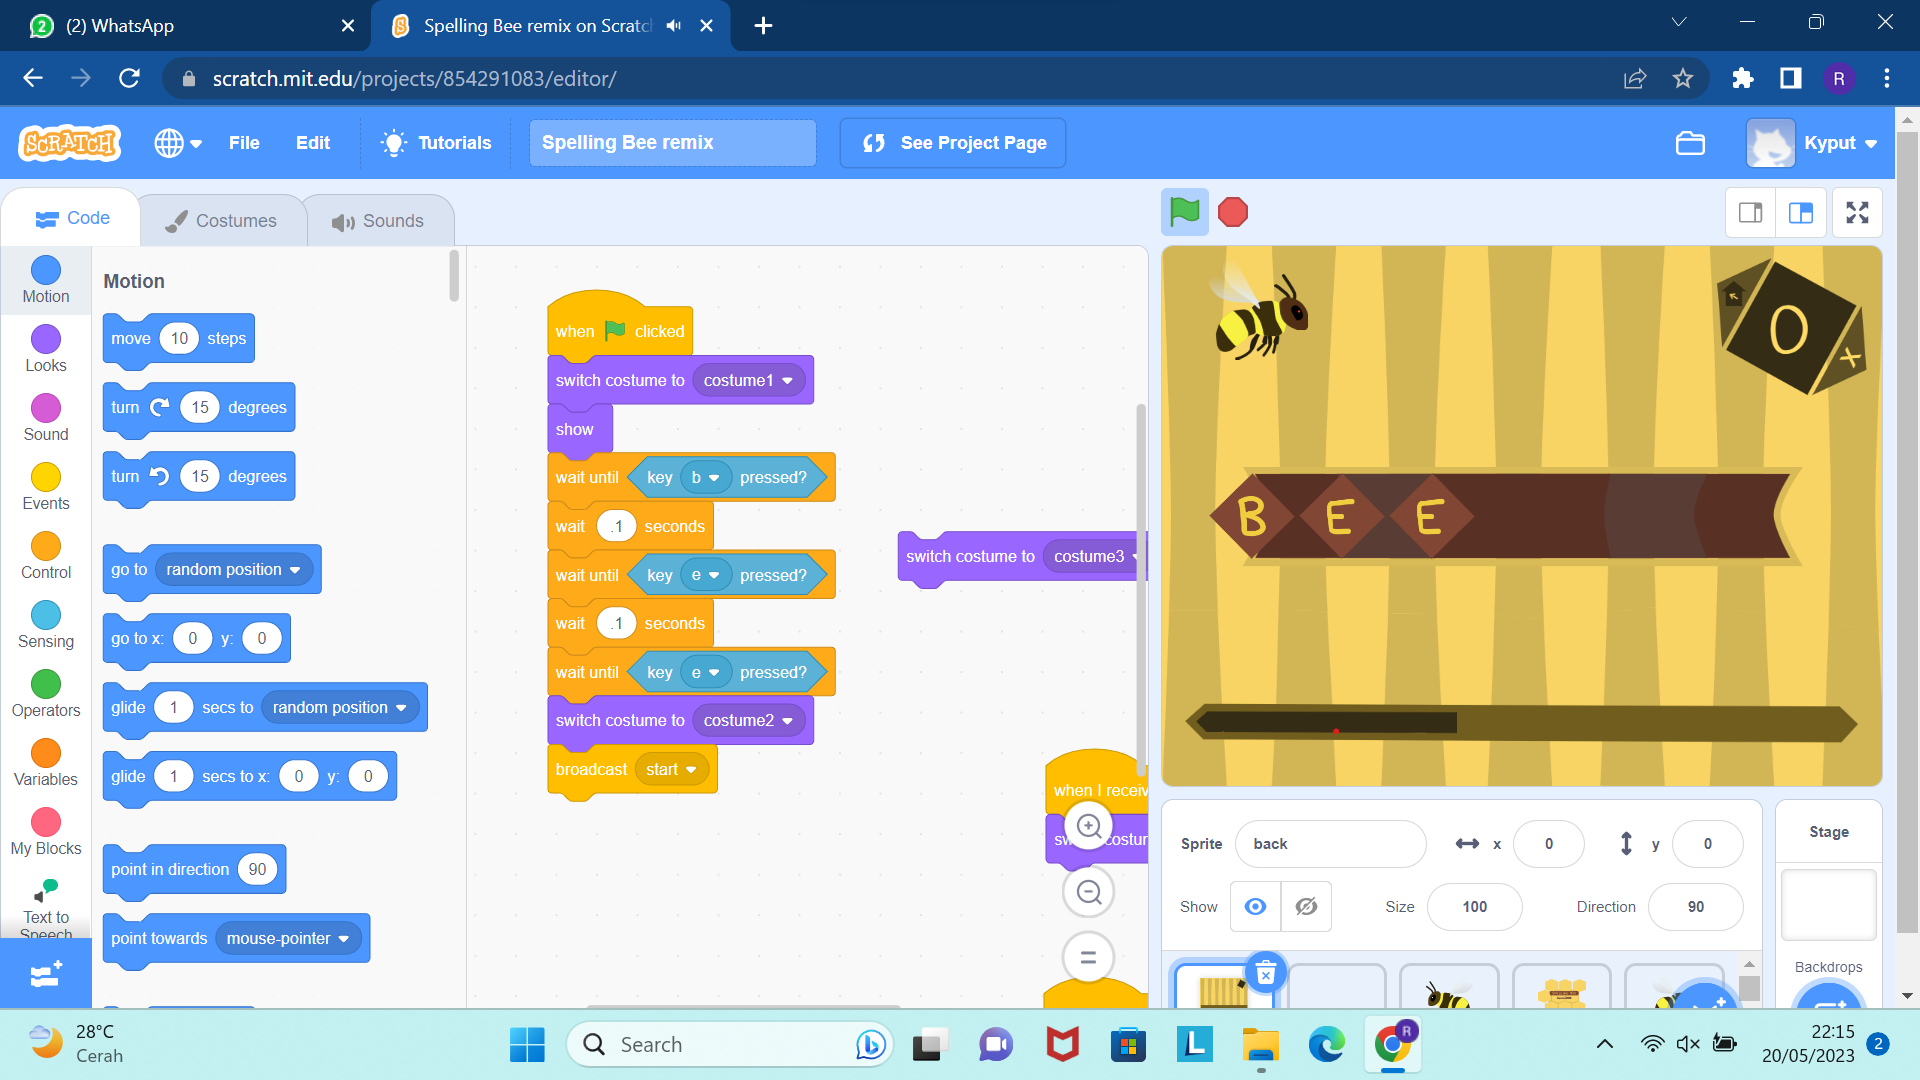 (2) WhatsApp
Spelling Bee remix on Scratc
scratch.mit.edu/projects/854291083/editor/
R
SCRATCH
File
Edit
Tutorials
Spelling Bee remix
See Project Page
Kyput
Code
Costumes
Sounds
Motion
Looks
Sound
Events
Control
Sensing
Operators
Variables
My Blocks
Text to
Speech
Motion
move 10 steps
turn 15 degrees
turn 15 degrees
go to random position
go to x: 0 y: 0
glide 1 secs to random position
glide 1 secs to x: 0 y: 0
point in direction 90
point towards mouse-pointer
when clicked
switch costume to costume1
show
wait until key b pressed?
wait .1 seconds
wait until key e pressed?
wait .1 seconds
wait until key e pressed?
switch costume to costume2
broadcast start
switch costume to costume3
when I receiv
O
x
B E E
Sprite back x 0 y 0
Show Size 100 Direction 90
Stage
Backdrops
28°C
Cerah
Search
L
R
22:15
20/05/2023
2